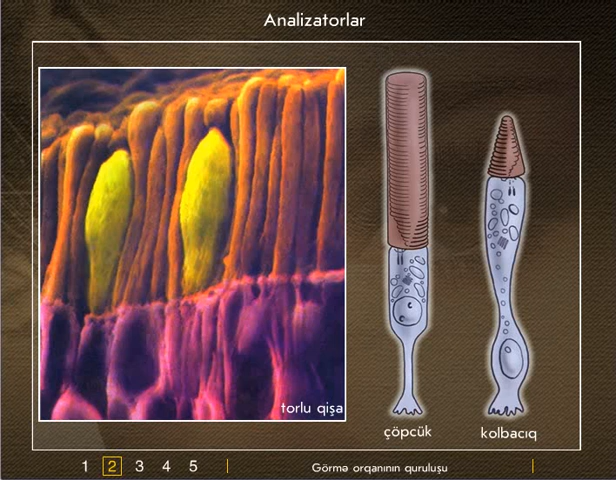 Analizatorlar
torlu qişa
çöpcük
kolbacıq
1 2 3 4 5
Görmə orqanının quruluşu